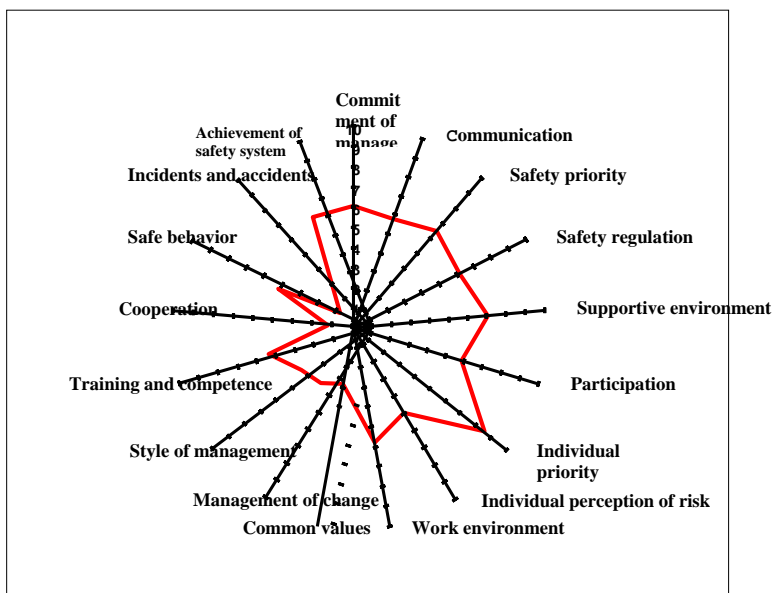 Commit
ment of
manage
Communication
Achievement of
safety system
Incidents and accidents
Safety priority
Safe behavior
Safety regulation
Cooperation
Supportive environment
Training and competence
Participation
Style of management
Individual
priority
Management of change
Individual perception of risk
Common values
Work environment
10
9
8
7
6
5
4
3